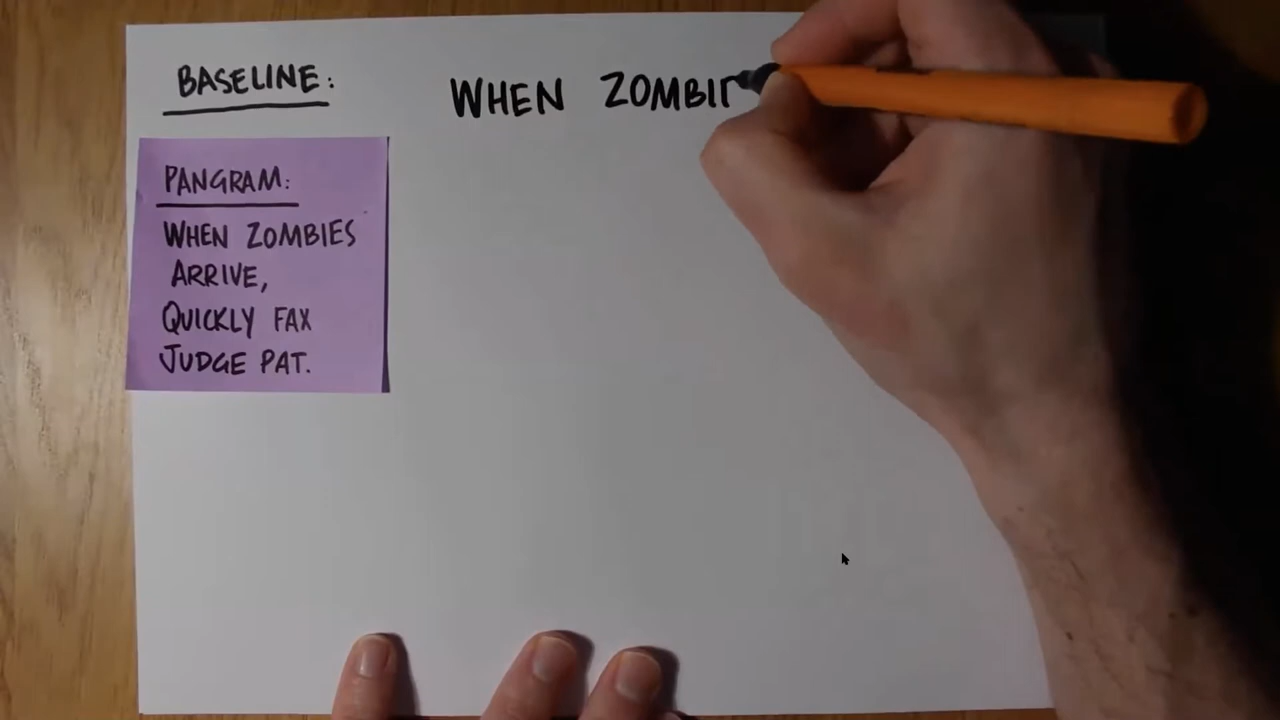 BASELINE:
WHEN ZOMBI
PANGRAM:
WHEN ZOMBIES
ARRIVE,
QUICKLY FAX
JUDGE PAT.